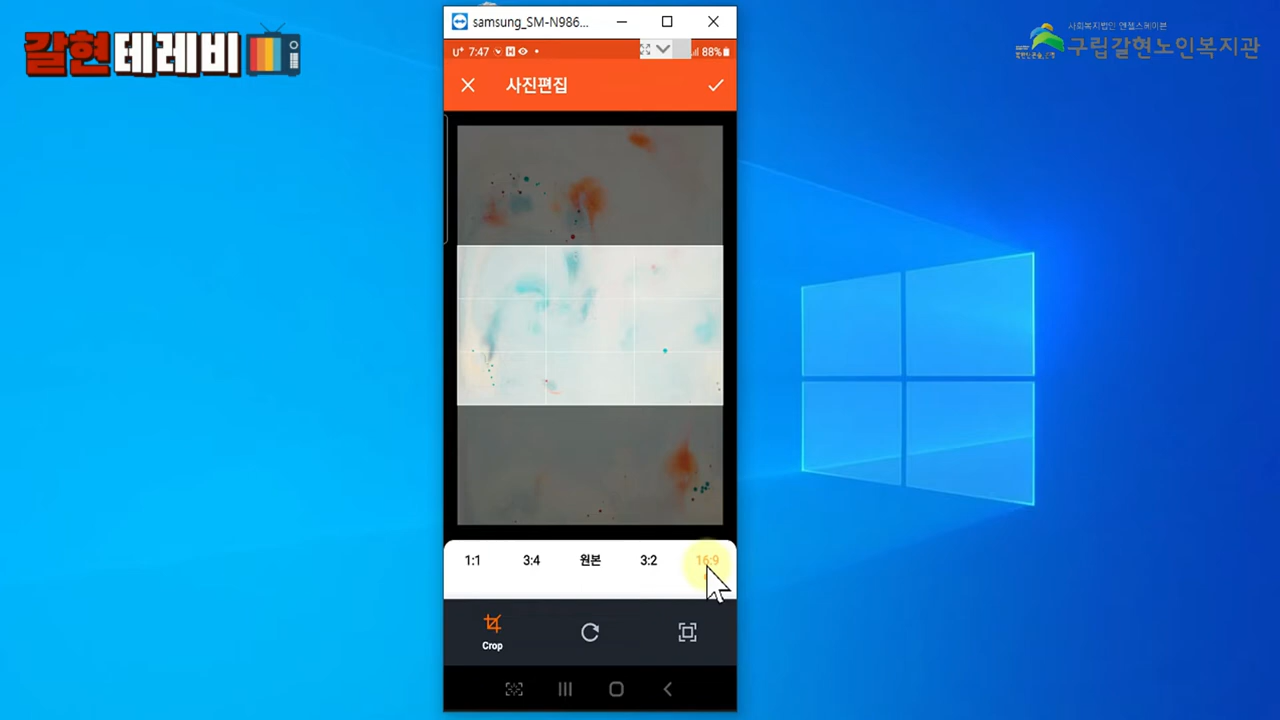 갈현테레비
사회복지법인 엔젤스헤이븐
구립갈현노인복지관
samsung_SM-N986...
U+ 7:47
88%
사진편집
1:1
3:4
원본
3:2
16:9
Crop